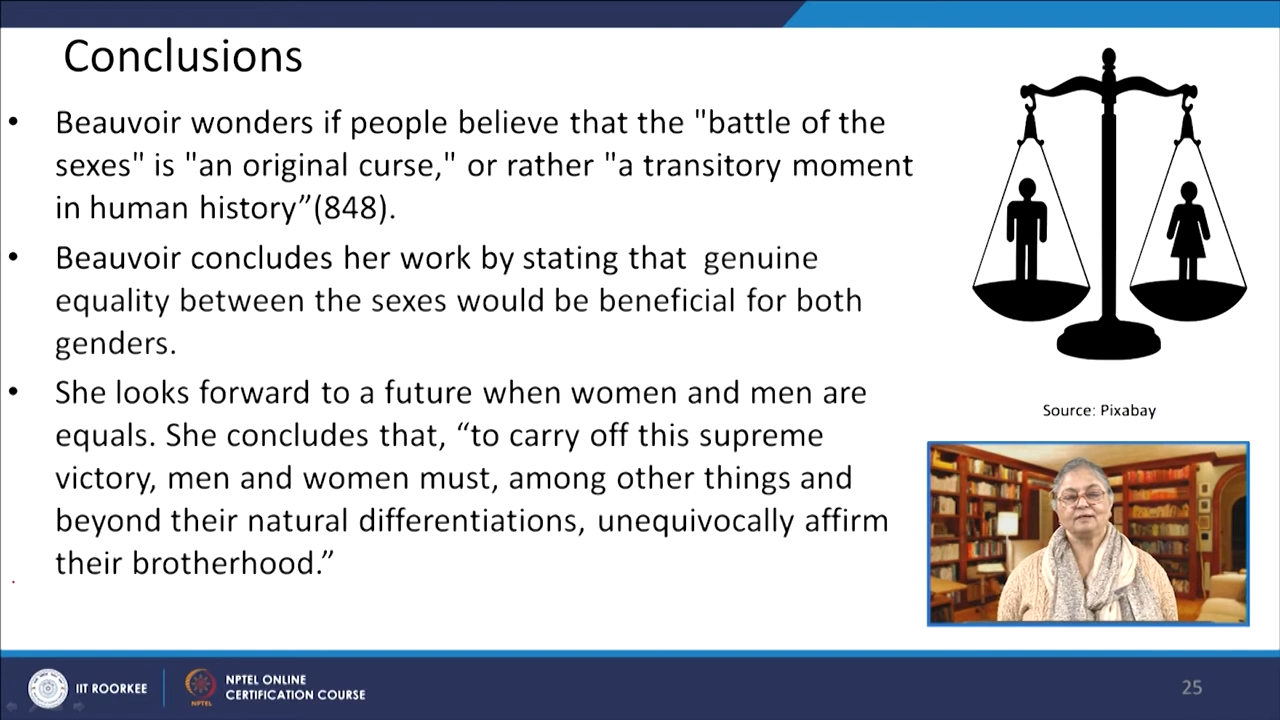 Conclusions
• Beauvoir wonders if people believe that the "battle of the
sexes" is "an original curse," or rather "a transitory moment
in human history”(848).
• Beauvoir concludes her work by stating that  genuine
equality between the sexes would be beneficial for both
genders.
• She looks forward to a future when women and men are
equals. She concludes that, “to carry off this supreme
victory, men and women must, among other things and
beyond their natural differentiations, unequivocally affirm
their brotherhood.”
Source: Pixabay
IIT ROORKEE
NPTEL
NPTEL ONLINE
CERTIFICATION COURSE
25